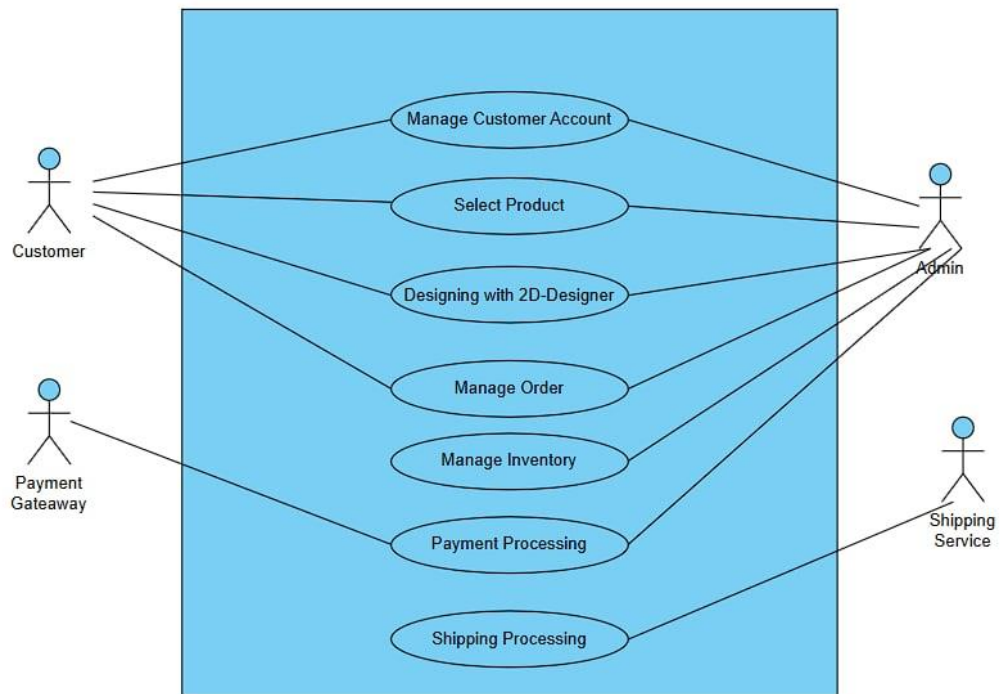 Manage Customer Account
Select Product
Customer
Admin
Designing with 2D-Designer
Manage Order
Manage Inventory
Payment
Gateaway
Shipping
Service
Payment Processing
Shipping Processing